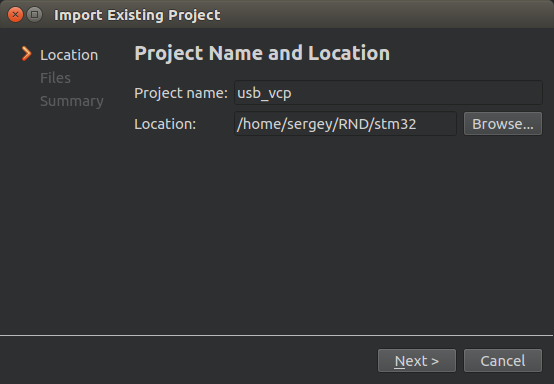 Import Existing Project
Location
Files
Summary
Project Name and Location
Project name: usb_vcp
Location: /home/sergey/RND/stm32 Browse...
Next > Cancel